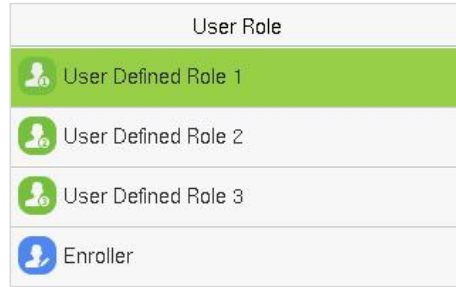 User Role
User Defined Role 1
User Defined Role 2
User Defined Role 3
Enroller